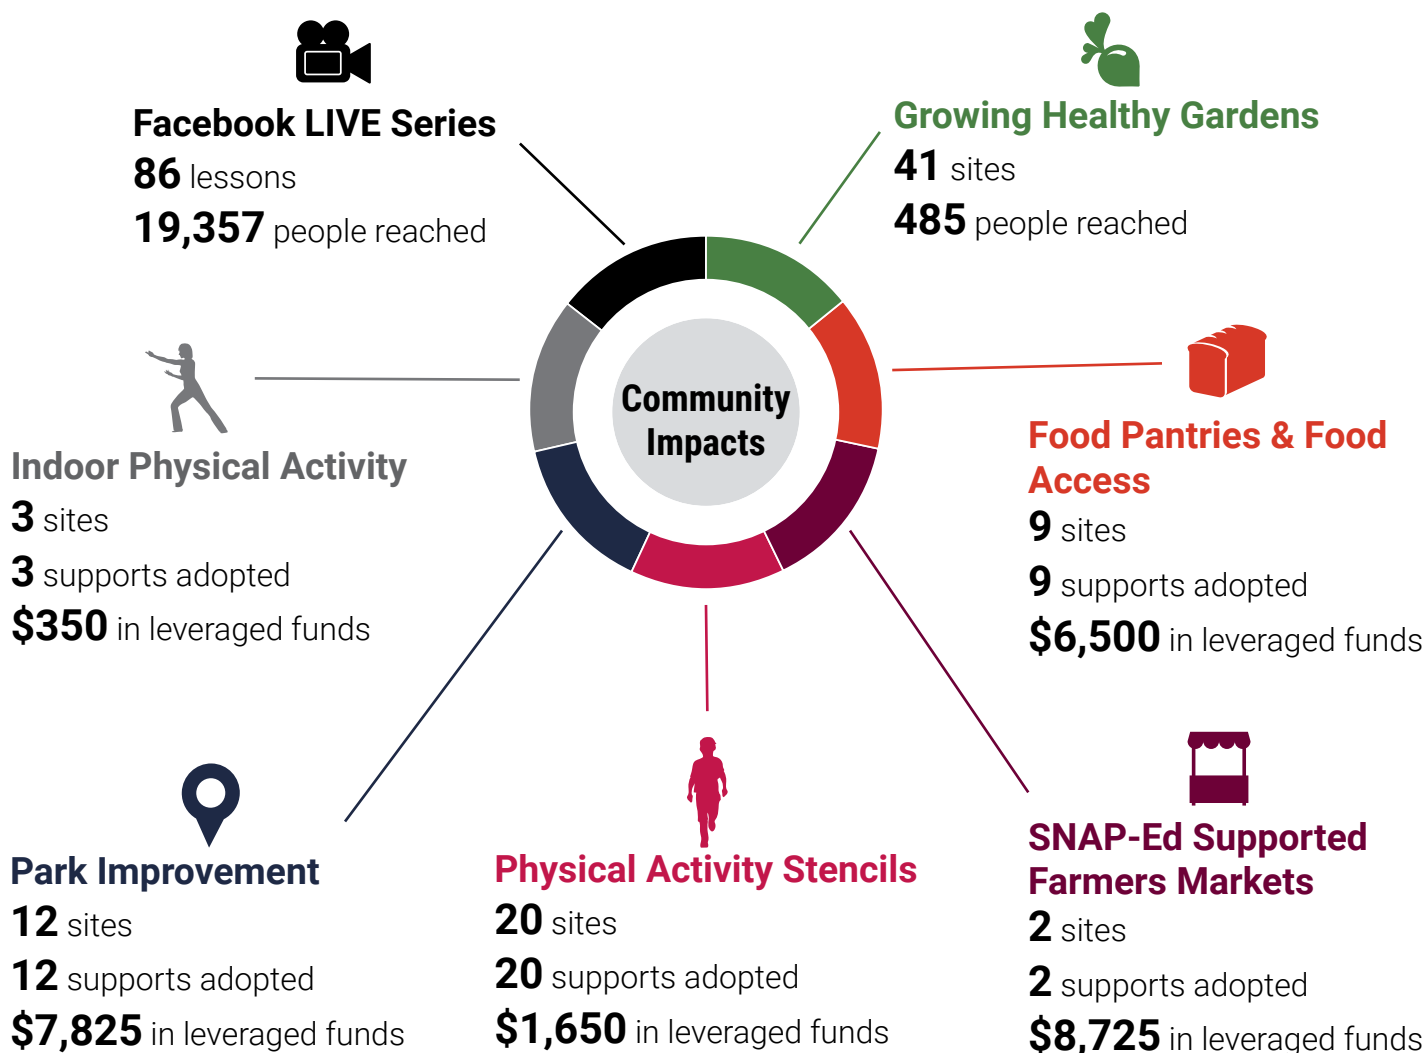 Facebook LIVE Series
86 lessons
19,357 people reached
Growing Healthy Gardens
41 sites
485 people reached
Community
Impacts
Indoor Physical Activity
3 sites
3 supports adopted
$350 in leveraged funds
Food Pantries & Food
Access
9 sites
9 supports adopted
$6,500 in leveraged funds
Park Improvement
12 sites
12 supports adopted
$7,825 in leveraged funds
Physical Activity Stencils
20 sites
20 supports adopted
$1,650 in leveraged funds
SNAP-Ed Supported
Farmers Markets
2 sites
2 supports adopted
$8,725 in leveraged funds